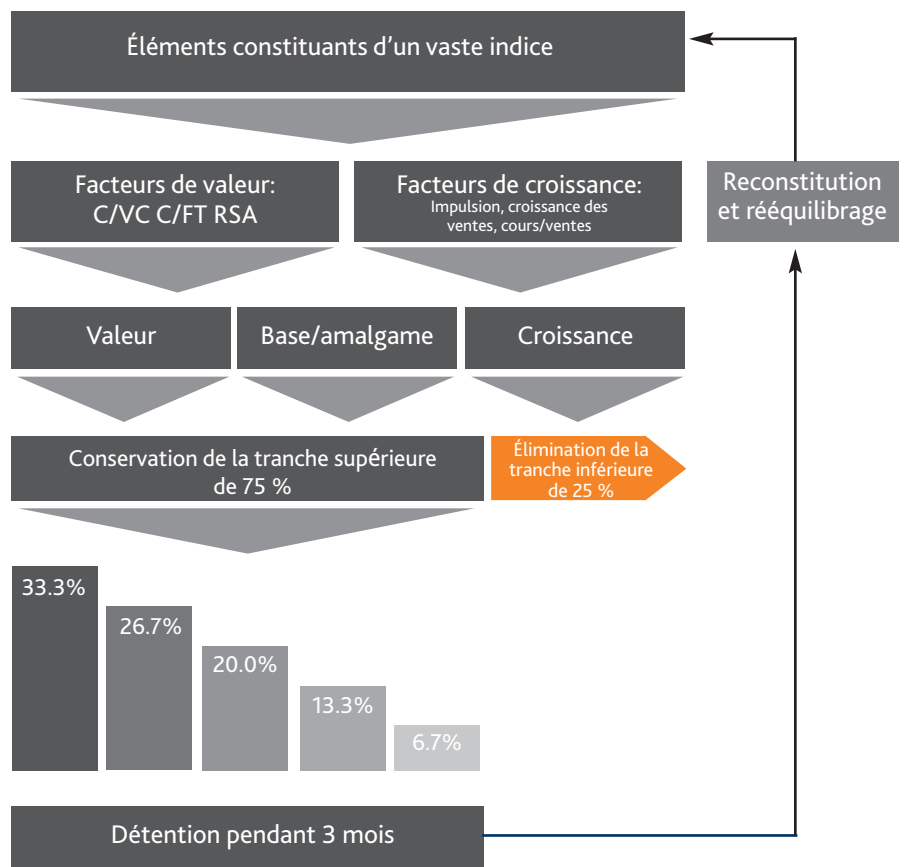 Éléments constituants d'un vaste indice
Facteurs de valeur:
C/VC C/FT RSA
Facteurs de croissance:
Impulsion, croissance des
ventes, cours/ventes
Reconstitution
et rééquilibrage
Valeur
Base/amalgame
Croissance
Conservation de la tranche supérieure
de 75 %
Élimination de la
tranche inférieure
de 25 %
33.3%
26.7%
20.0%
13.3%
6.7%
Détention pendant 3 mois